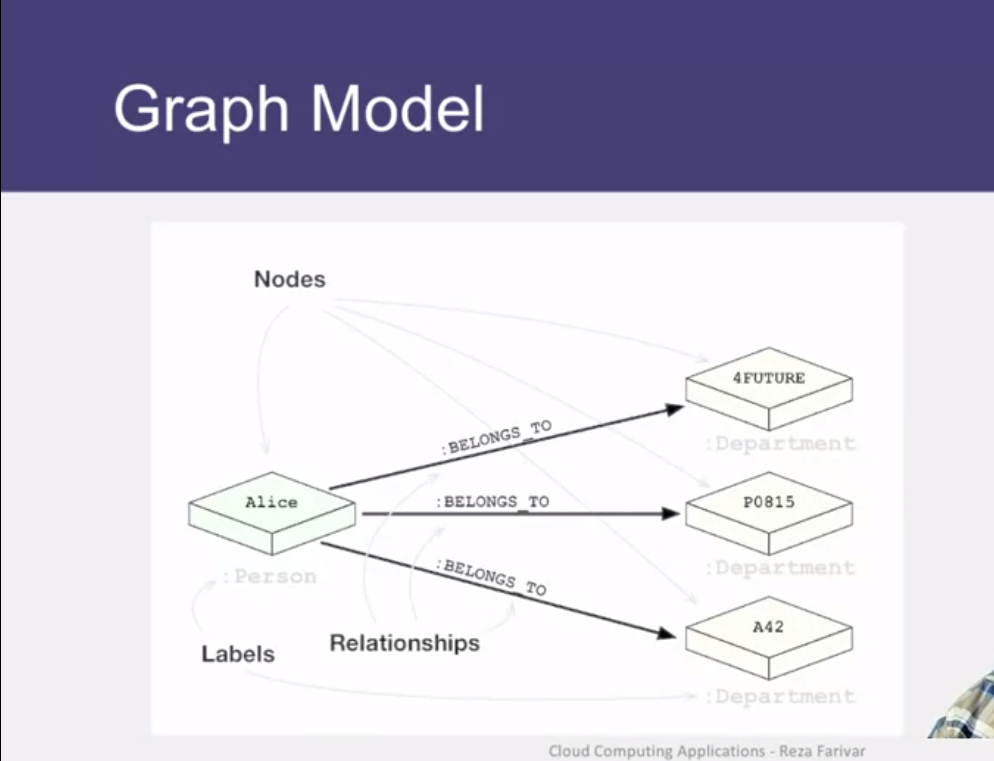 Graph Model
Nodes
4FUTURE
:Department
:BELONGS_TO
Alice
:Person
:BELONGS_TO
P0815
:Department
:BELONGS_TO
A42
:Department
Labels
Relationships
Cloud Computing Applications - Reza Farivar